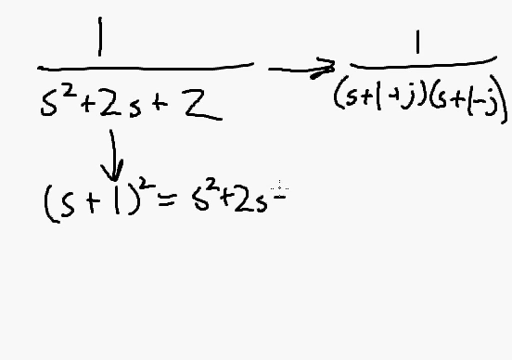 1/(s²+2s+2) → 1/((s+1+j)(s+1-j))
↓
(s+1)² = s²+2s